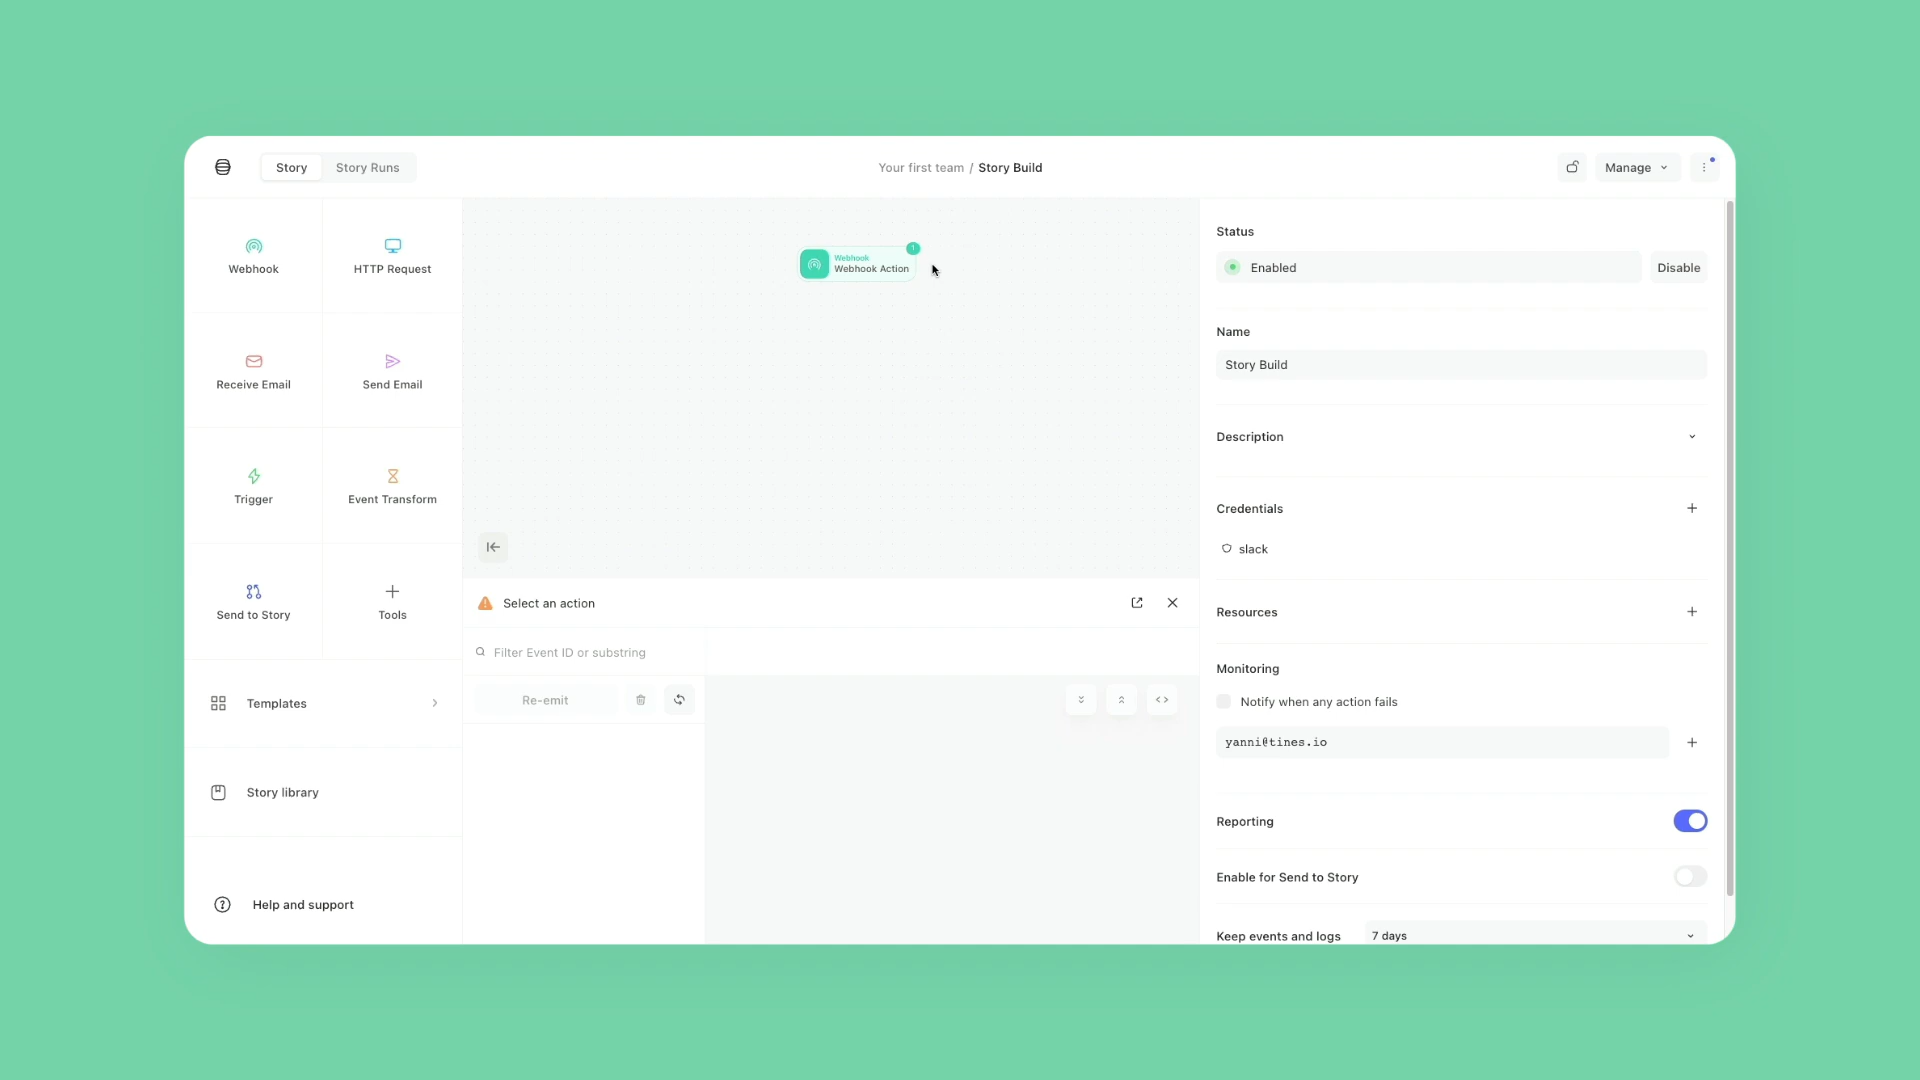 Story
Story Runs
Your first team / Story Build
Manage
Webhook
HTTP Request
Receive Email
Send Email
Trigger
Event Transform
Send to Story
Tools
Templates
Story library
Help and support
1
Webhook
Webhook Action
Select an action
Filter Event ID or substring
Re-emit
Status
Enabled
Disable
Name
Story Build
Description
Credentials
slack
Resources
Monitoring
Notify when any action fails
yanni@tines.io
Reporting
Enable for Send to Story
Keep events and logs
7 days